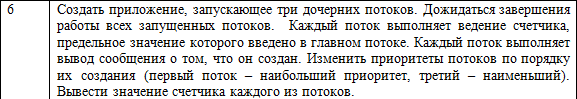 6 Создать приложение, запускающее три дочерних потоков. Дожидаться завершения
работы всех запущенных потоков. Каждый поток выполняет ведение счетчика,
предельное значение которого введено в главном потоке. Каждый поток выполняет
вывод сообщения о том, что он создан. Изменить приоритеты потоков по порядку
их создания (первый поток – наибольший приоритет, третий – наименьший).
Вывести значение счетчика каждого из потоков.